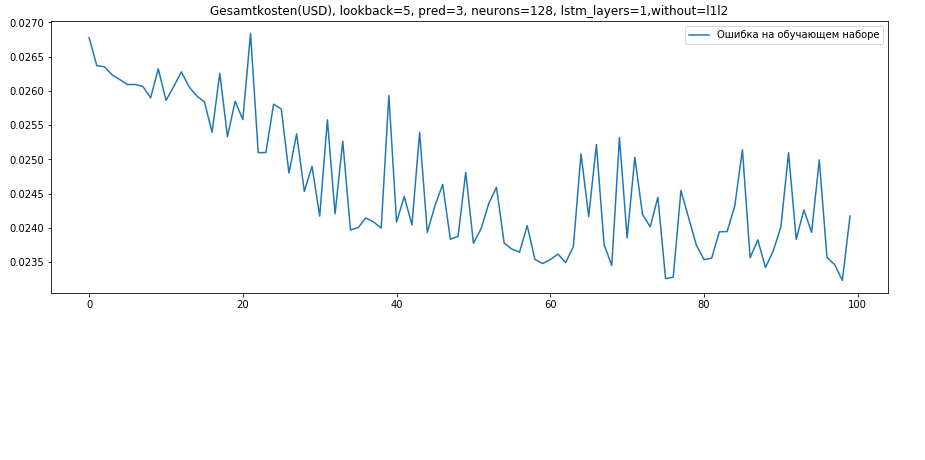 Gesamtkosten(USD), lookback=5, pred=3, neurons=128, lstm_layers=1,without=l1l2
Ошибка на обучающем наборе
0.0270
0.0265
0.0260
0.0255
0.0250
0.0245
0.0240
0.0235
0 20 40 60 80 100